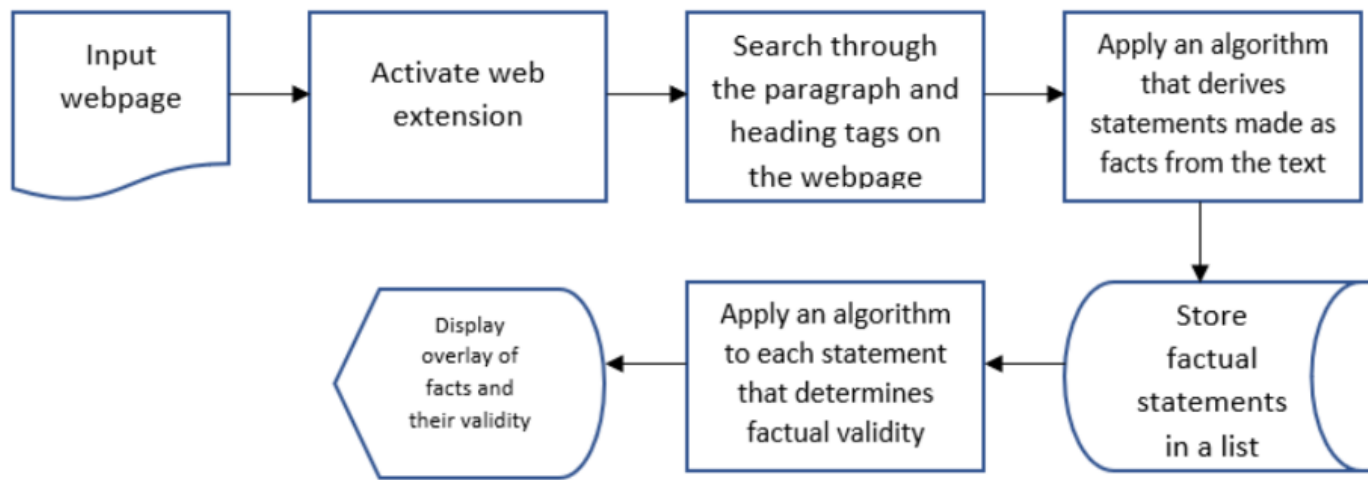 Input
webpage
Activate web
extension
Search through
the paragraph and
heading tags on
the webpage
Apply an algorithm
that derives
statements made as
facts from the text
Store
factual
statements
in a list
Apply an algorithm
to each statement
that determines
factual validity
Display
overlay of
facts and
their validity